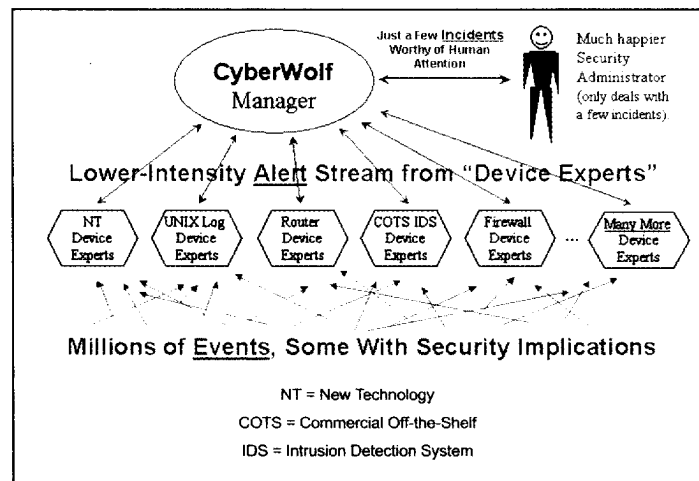 Just a Few Incidents
Worthy of Human
Attention
CyberWolf
Manager
Much happier
Security
Administrator
(only deals with
a few incidents).
Lower-Intensity Alert Stream from "Device Experts"
NT
Device
Experts
UNIX Log
Device
Experts
Router
Device
Experts
COTS IDS
Device
Experts
Firewall
Device
Experts
...
Many More
Device
Experts
Millions of Events, Some With Security Implications
NT = New Technology
COTS = Commercial Off-the-Shelf
IDS = Intrusion Detection System